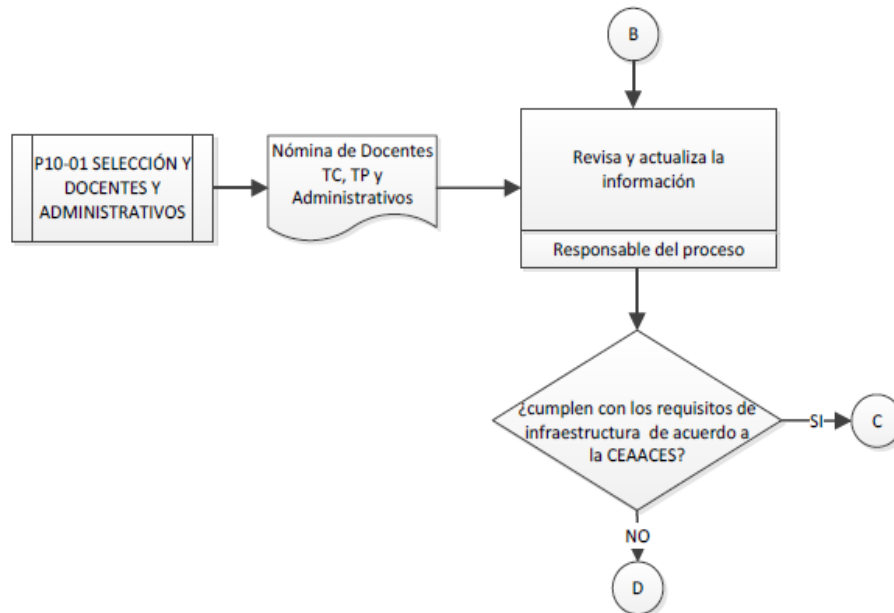 B
P10-01 SELECCIÓN Y
DOCENTES Y
ADMINISTRATIVOS
Nómina de Docentes
TC, TP y
Administrativos
Revisa y actualiza la
información
Responsable del proceso
¿cumplen con los requisitos de
infraestructura de acuerdo a
la CEAACES?
SI
C
NO
D